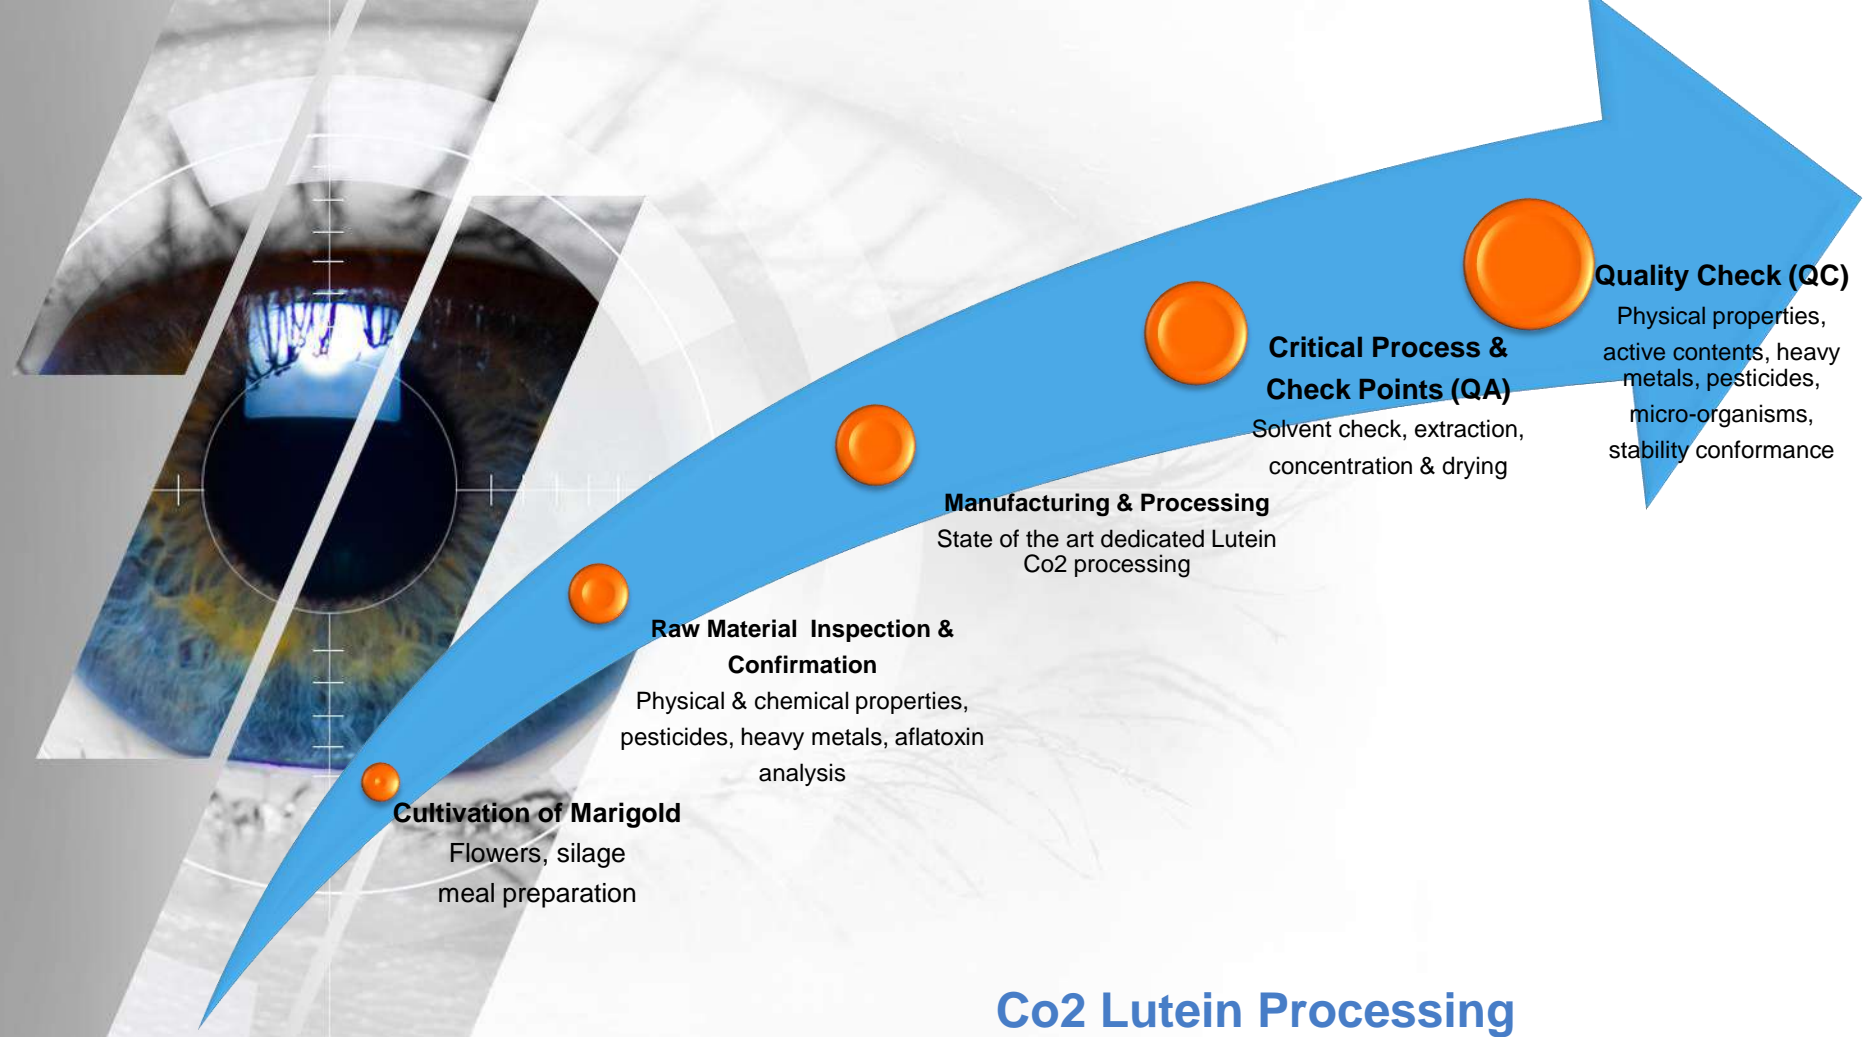 Quality Check (QC)
Physical properties,
active contents, heavy
metals, pesticides,
micro-organisms,
stability conformance
Critical Process &
Check Points (QA)
Solvent check, extraction,
concentration & drying
Manufacturing & Processing
State of the art dedicated Lutein
Co2 processing
Raw Material  Inspection &
Confirmation
Physical & chemical properties,
pesticides, heavy metals, aflatoxin
analysis
Cultivation of Marigold
Flowers, silage
meal preparation
Co2 Lutein Processing